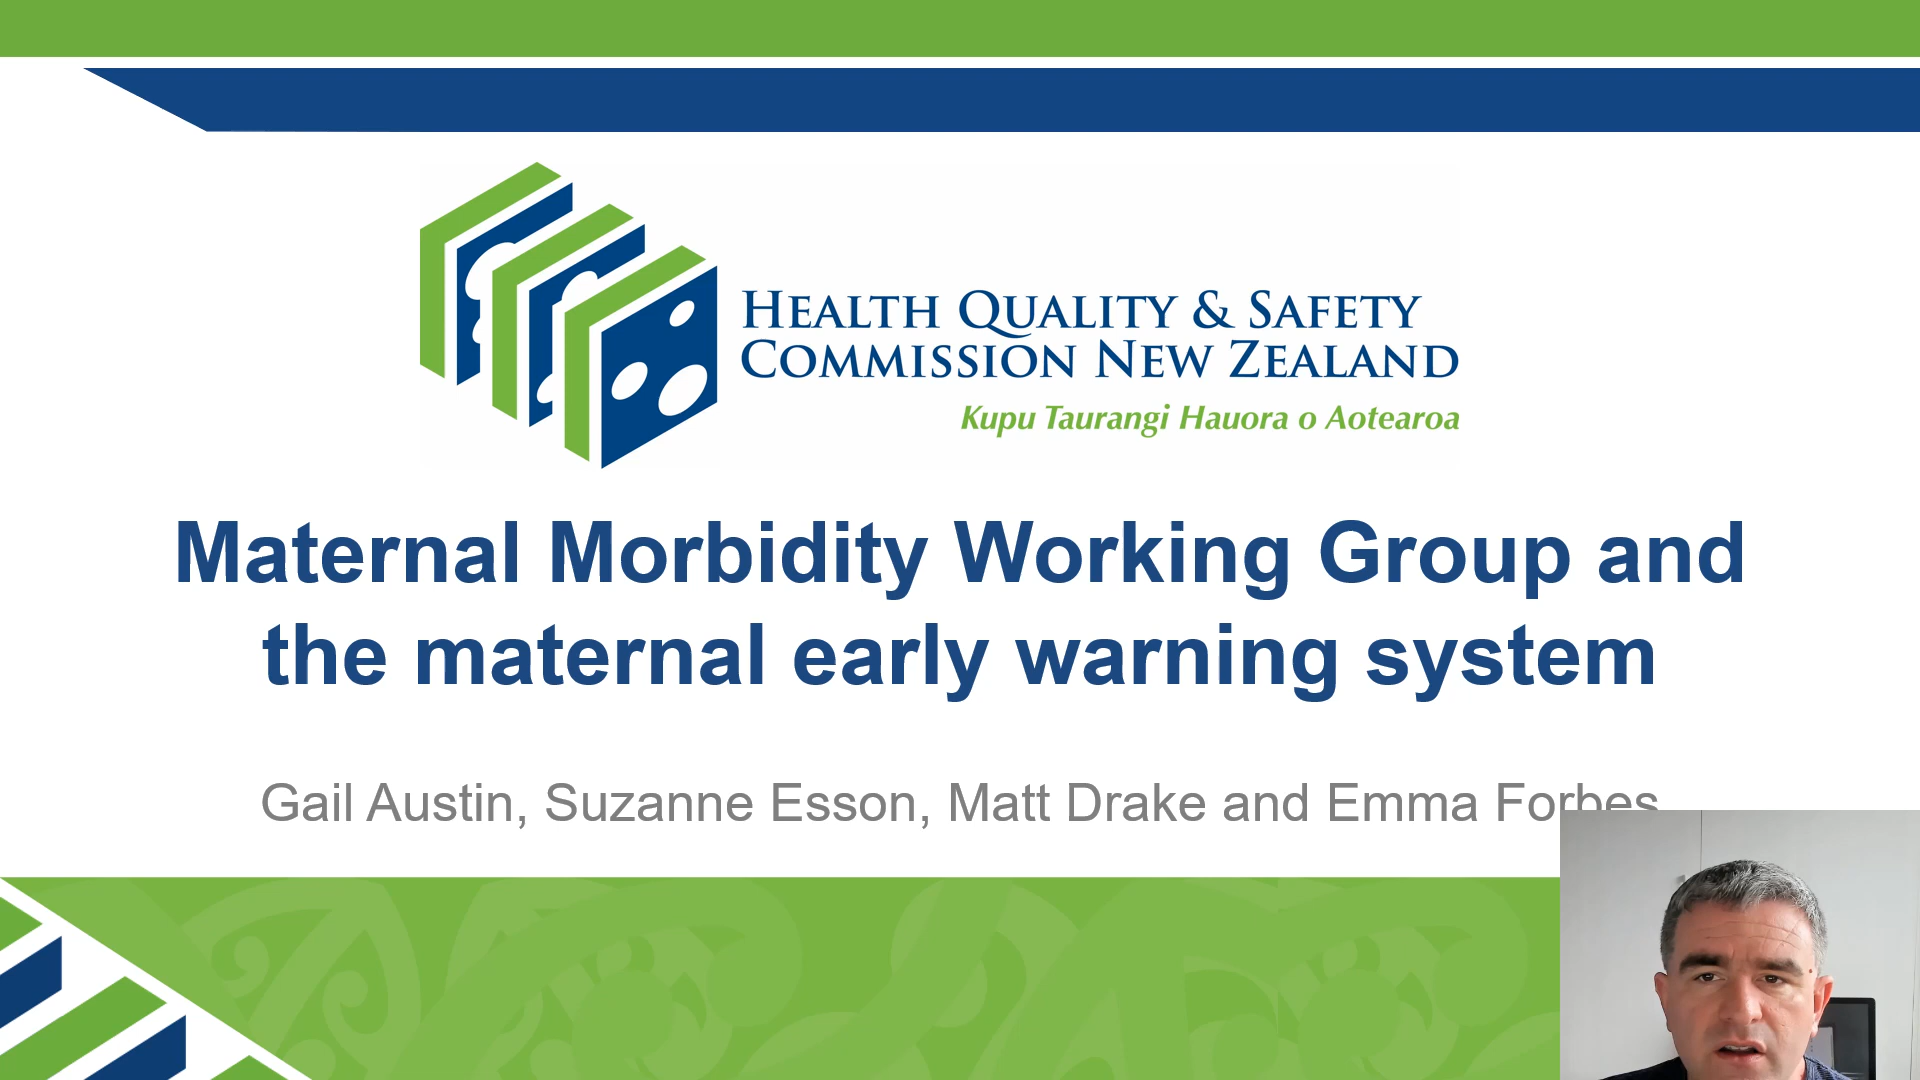 HEALTH QUALITY & SAFETY
COMMISSION NEW ZEALAND
Kupu Taurangi Hauora o Aotearoa
Maternal Morbidity Working Group and
the maternal early warning system
Gail Austin, Suzanne Esson, Matt Drake and Emma Forbes